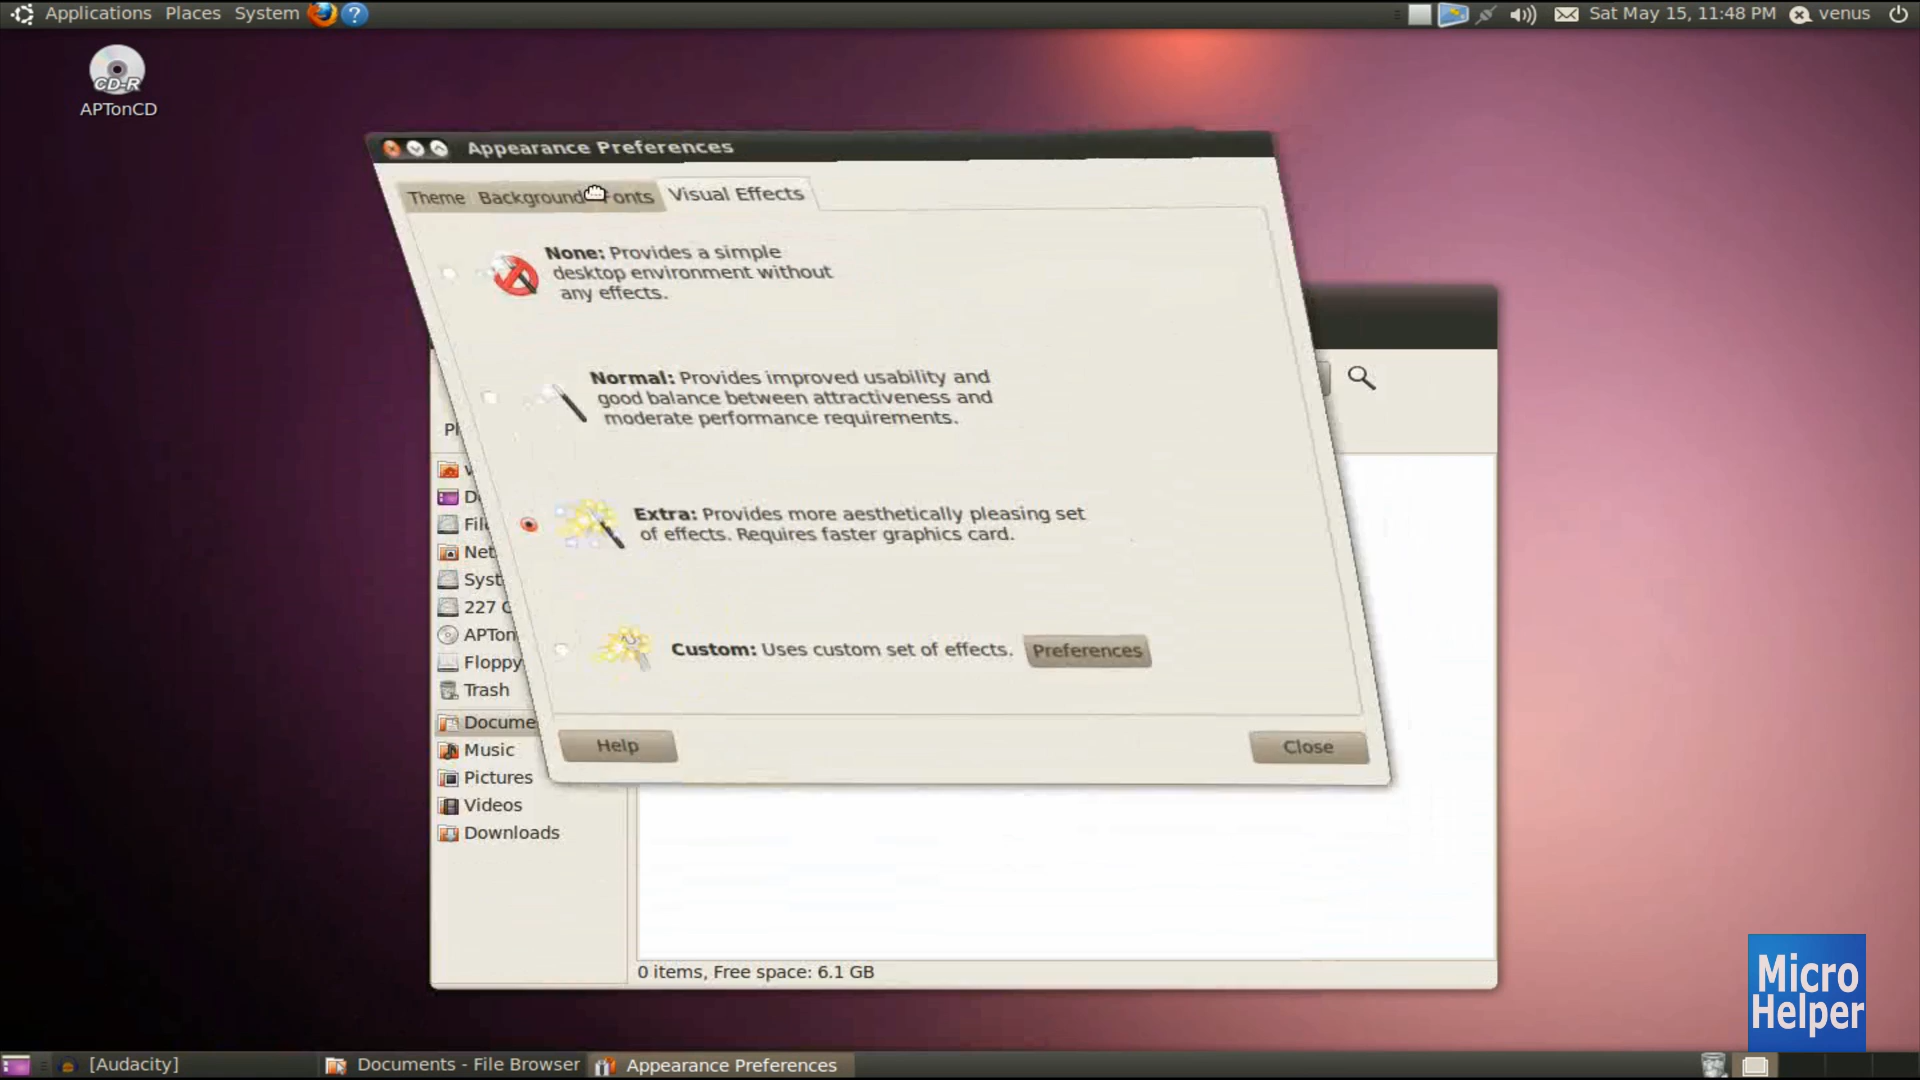 Applications Places System
Sat May 15, 11:48 PM venus
CD-R
APTonCD
Appearance Preferences
Theme Background Fonts Visual Effects
None: Provides a simple
desktop environment without
any effects.
Normal: Provides improved usability and
good balance between attractiveness and
moderate performance requirements.
Extra: Provides more aesthetically pleasing set
of effects. Requires faster graphics card.
Custom: Uses custom set of effects. Preferences
Help Close
Pl
D
File
Net
Syst
227 G
APTon
Floppy
Trash
Docume
Music
Pictures
Videos
Downloads
0 items, Free space: 6.1 GB
Micro
Helper
[Audacity] Documents - File Browser Appearance Preferences